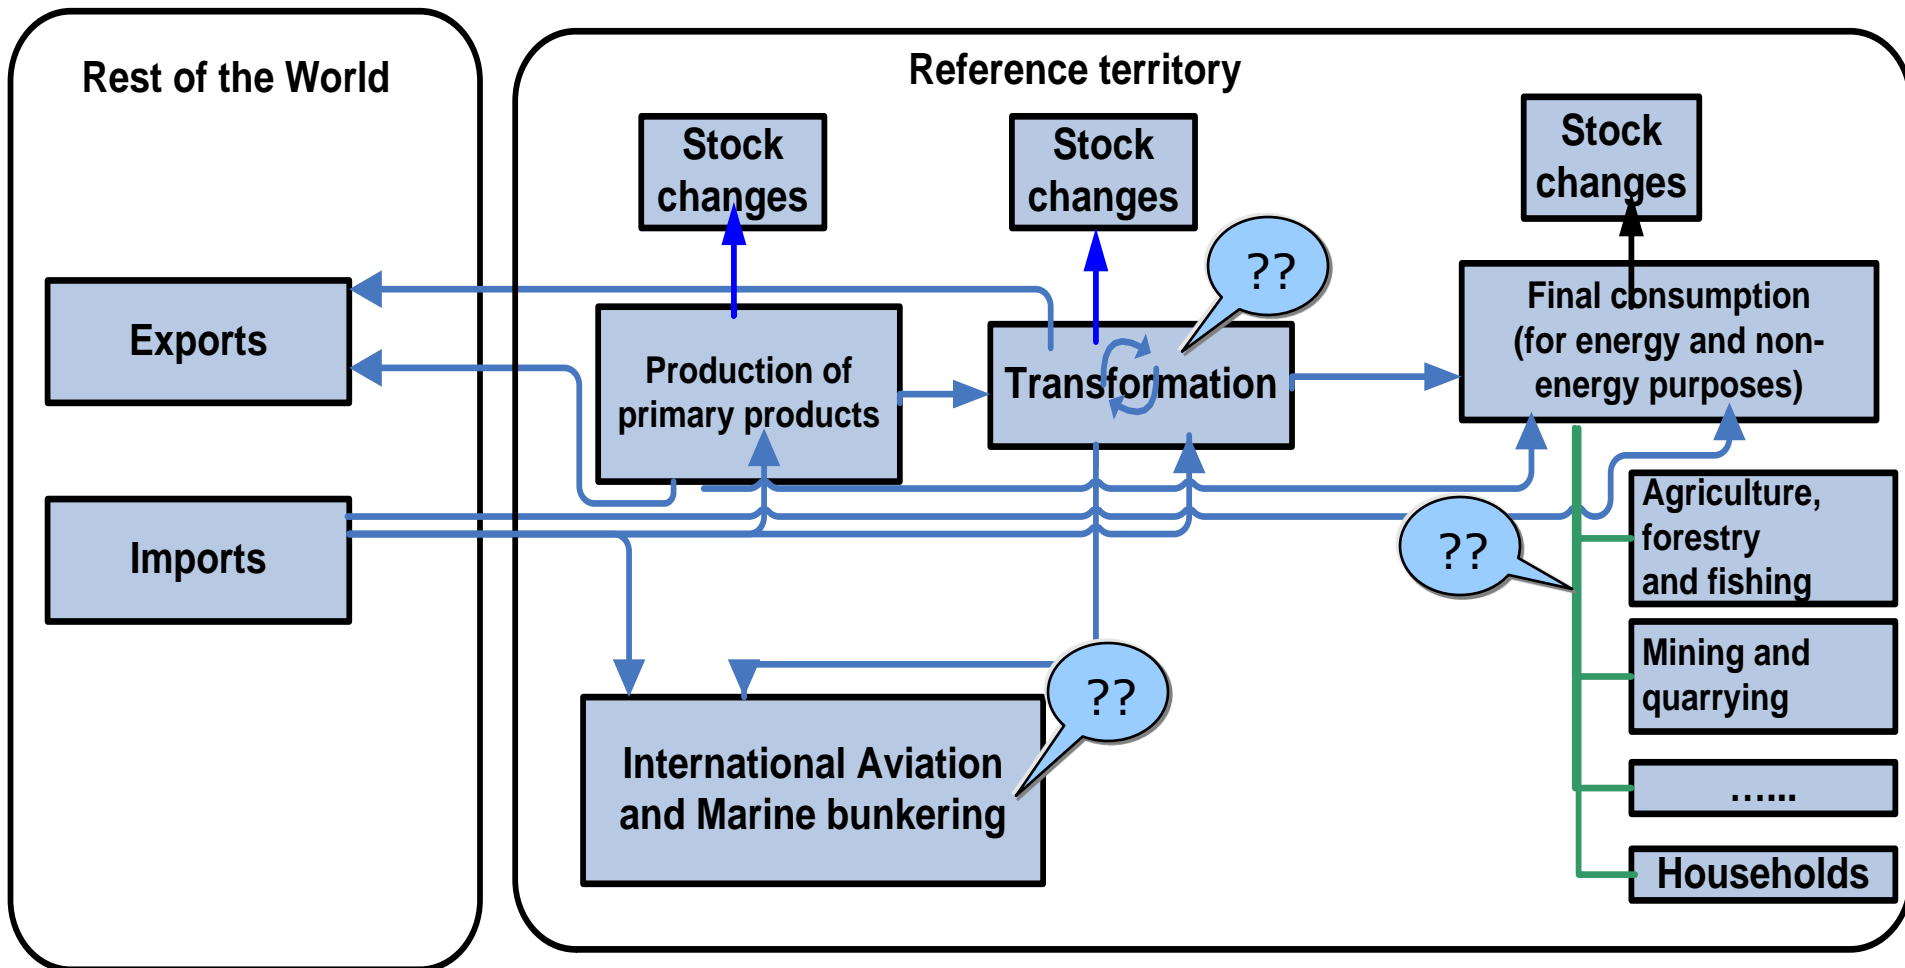 Rest of the World
Reference territory
Stock
changes
Stock
changes
Stock
changes
??
Exports
Production of
primary products
Transformation
Final consumption
(for energy and non-
energy purposes)
Imports
??
Agriculture,
forestry
and fishing
Mining and
quarrying
??
International Aviation
and Marine bunkering
…...
Households